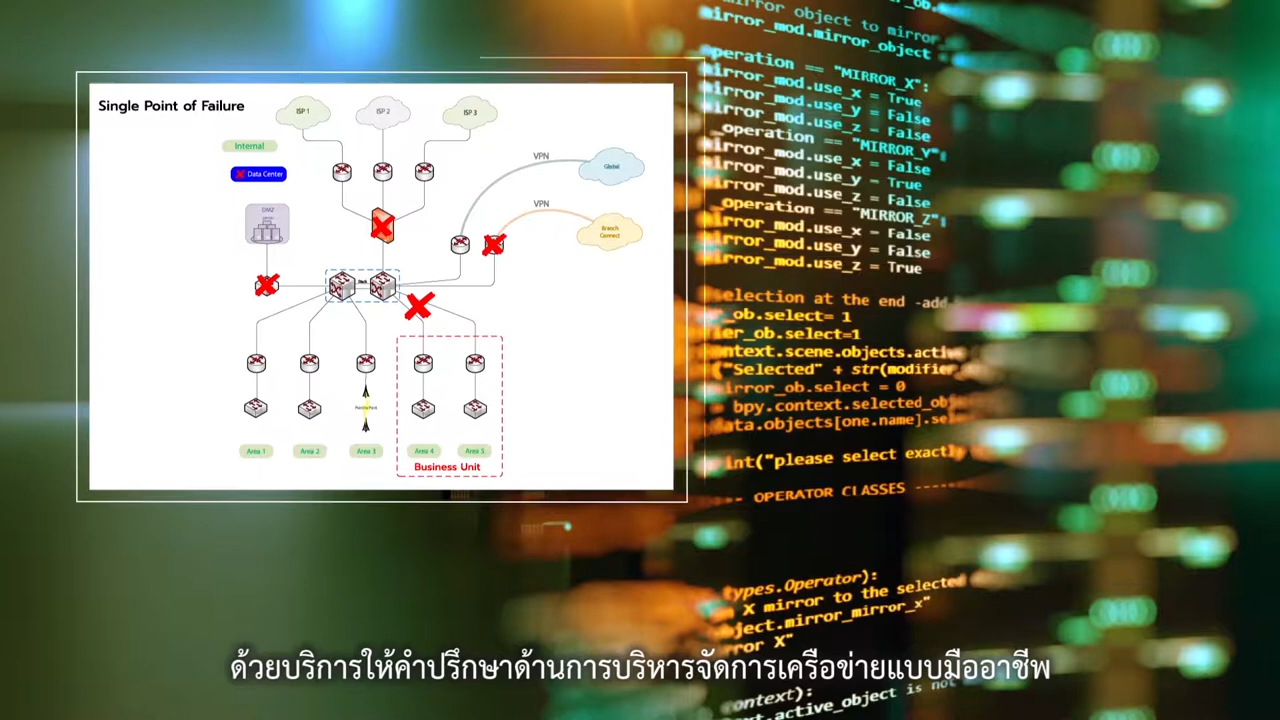 Single Point of Failure
ISP 1
ISP 2
ISP 3
Internal
Data Center
DMZ
VPN
Global
VPN
Branch
Connect
Area 1
Area 2
Area 3
Area 4
Area 5
Business Unit
mirror object to mirror
mirror_mod.mirror_object
operation == "MIRROR_X":
mirror_mod.use_x = True
mirror_mod.use_y = False
mirror_mod.use_z = False
_operation == "MIRROR_Y":
mirror_mod.use_x = False
mirror_mod.use_y = True
mirror_mod.use_z = False
_operation == "MIRROR_Z":
mirror_mod.use_x = False
mirror_mod.use_y = False
mirror_mod.use_z = True
selection at the end -add
_ob.select= 1
ier_ob.select=1
ntext.scene.objects.activ
("Selected" + str(modifier
irror_ob.select = 0
= bpy.context.selected_obj
ata.objects[one.name].sel
int("please select exactly
-- OPERATOR CLASSES ----
types.Operator):
X mirror to the selected
ject.mirror_mirror_x"
ror X"
context):
xt.active_object is not
ด้วยบริการให้คำปรึกษาด้านการบริหารจัดการเครือข่ายแบบมืออาชีพ